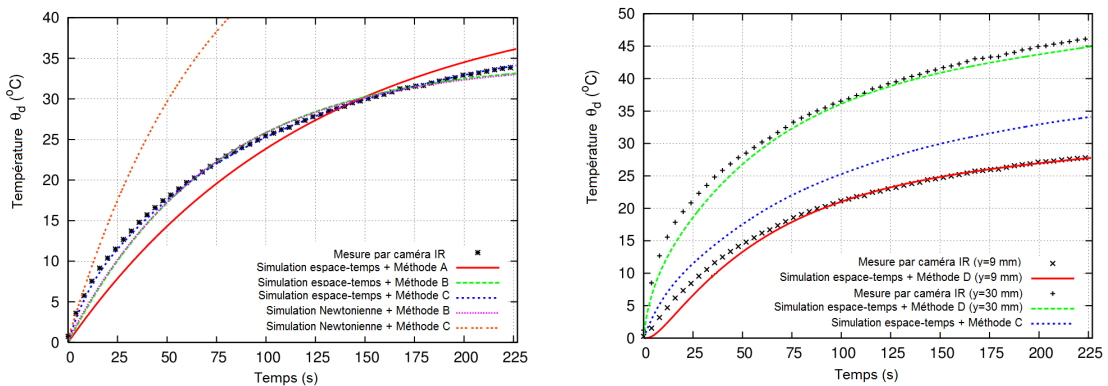 40
35
30
25
20
15
10
5
0
Température θd (°C)
Mesure par caméra IR
Simulation espace-temps + Méthode A
Simulation espace-temps + Méthode B
Simulation espace-temps + Méthode C
Simulation Newtonienne + Méthode B
Simulation Newtonienne + Méthode C
0 25 50 75 100 125 150 175 200 225
Temps (s)
50
45
40
35
30
25
20
15
10
5
0
Température θd (°C)
Mesure par caméra IR (y=9 mm)
Simulation espace-temps + Méthode D (y=9 mm)
Mesure par caméra IR (y=30 mm)
Simulation espace-temps + Méthode D (y=30 mm)
Simulation espace-temps + Méthode C
0 25 50 75 100 125 150 175 200 225
Temps (s)